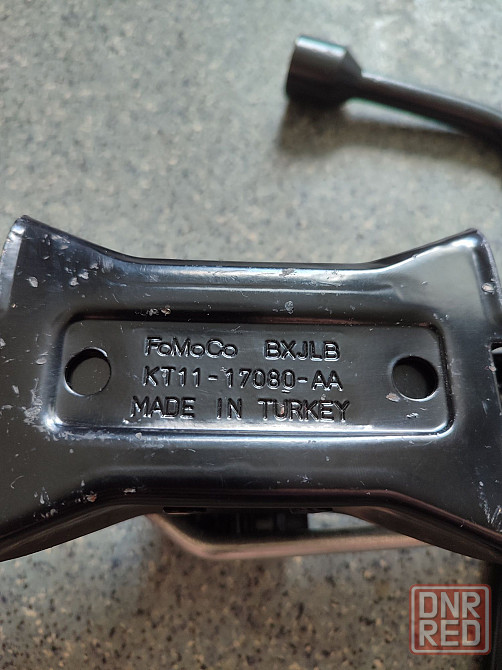 FoMoCo BXJLB
KT11-17080-AA
MADE IN TURKEY
DNR
RED